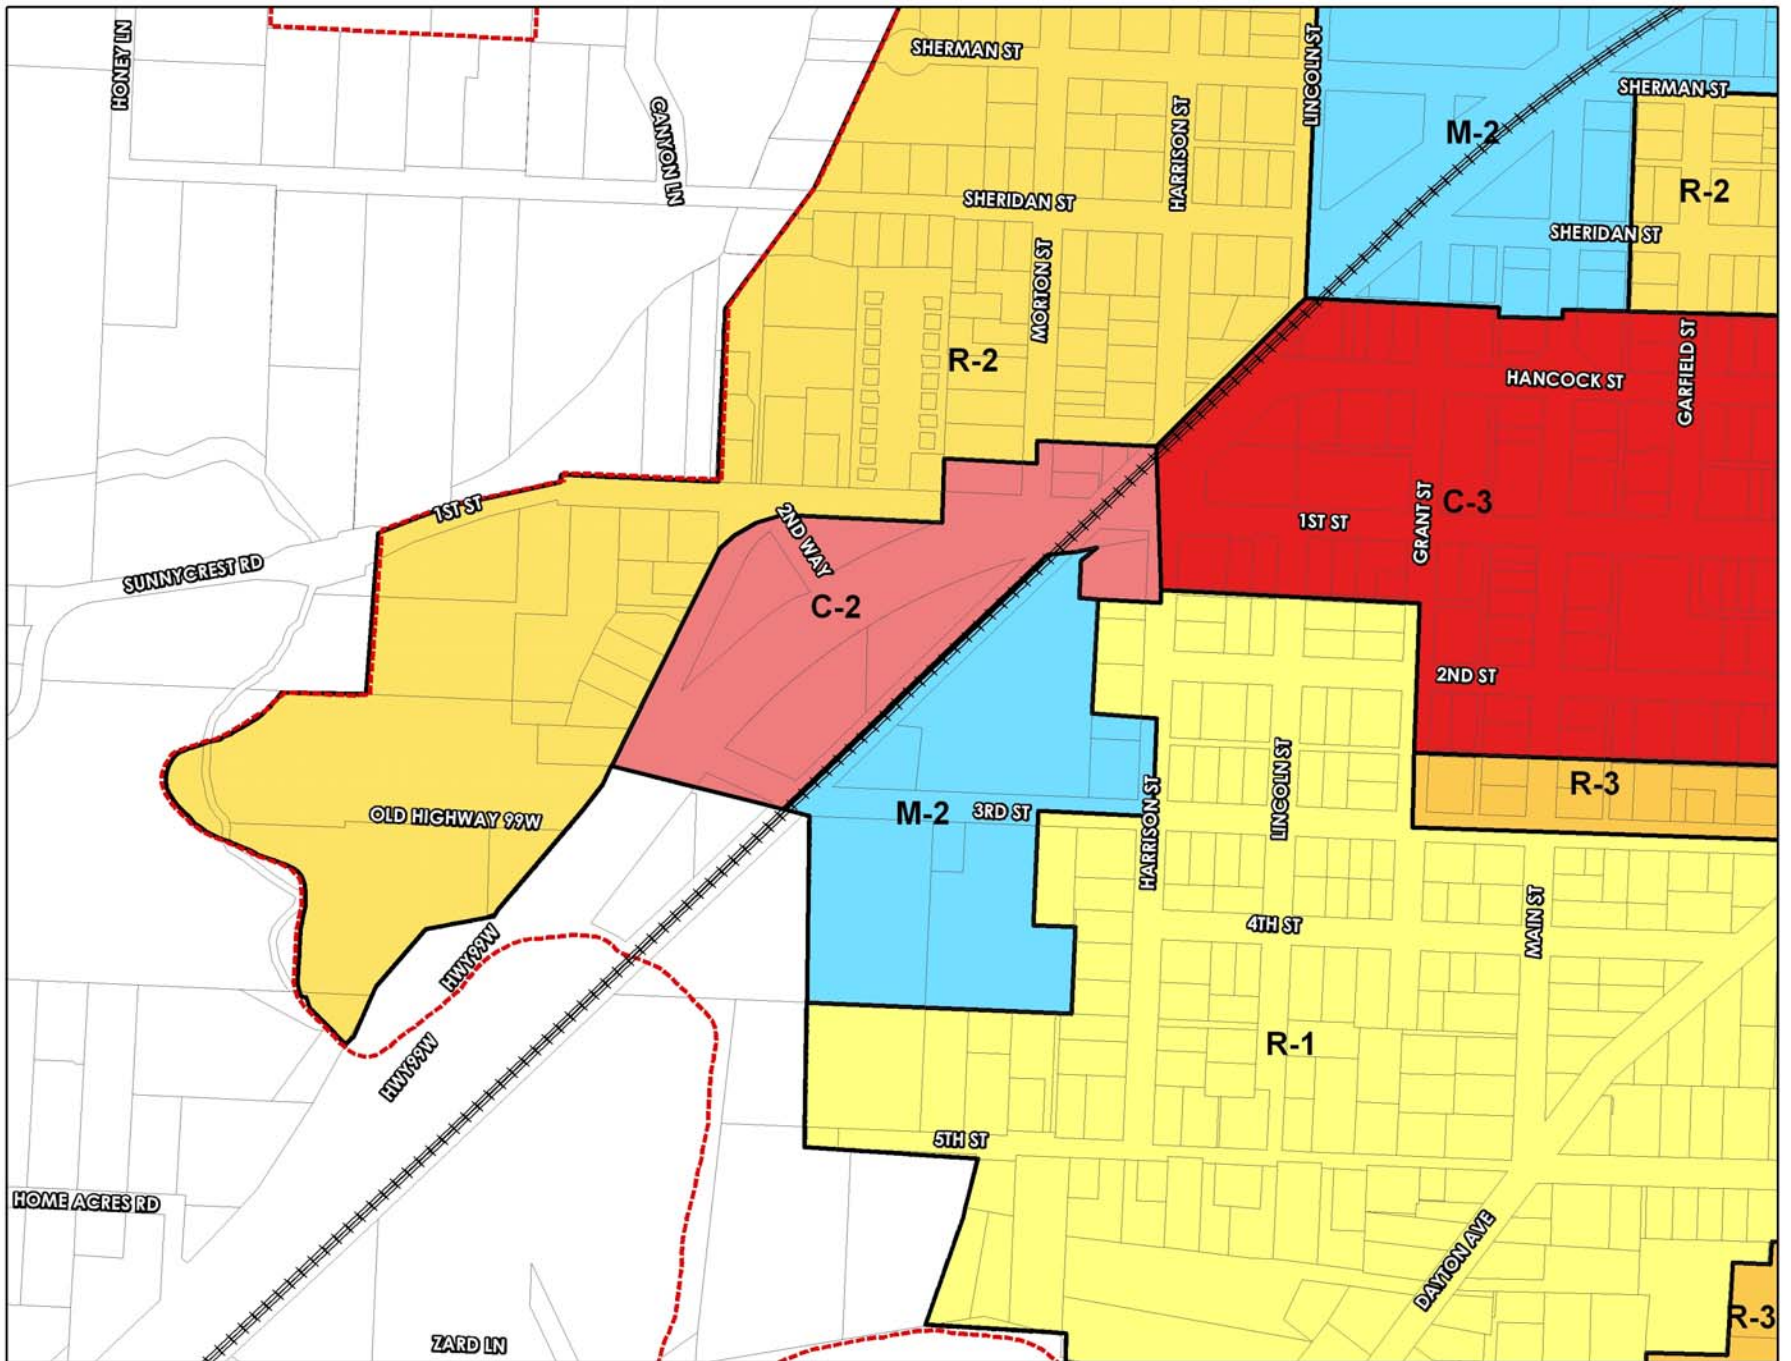 HONEY LN
CANYON LN
SHERMAN ST
HARRISON ST
LINCOLN ST
M-2
SHERMAN ST
R-2
SHERIDAN ST
SHERIDAN ST
MORTON ST
R-2
HANCOCK ST
GARFIELD ST
1ST ST
2ND WAY
1ST ST
GRANT ST
C-3
SUNNYCREST RD
C-2
2ND ST
OLD HIGHWAY 99W
M-2
3RD ST
HARRISON ST
LINCOLN ST
R-3
HWY99W
4TH ST
MAIN ST
HWY99W
R-1
5TH ST
HOME ACRES RD
DAYTON AVE
ZARD LN
R-3